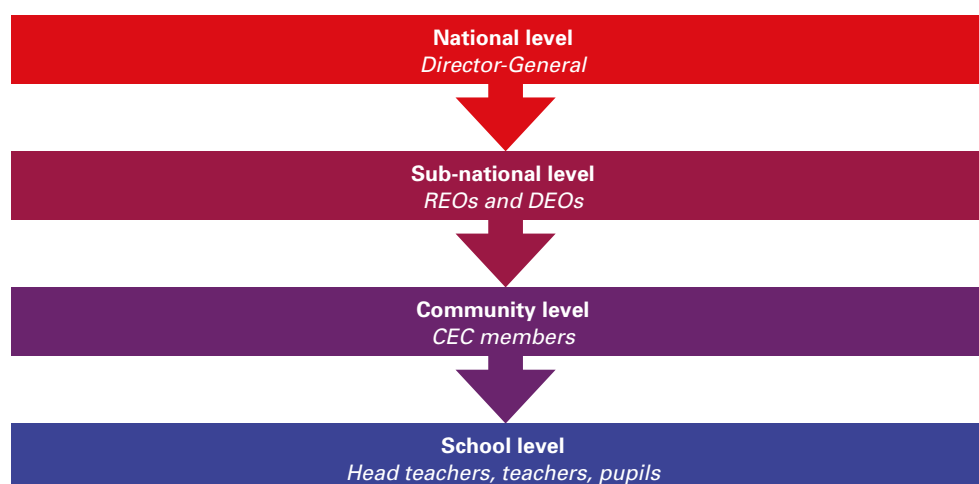 National level
Director-General
Sub-national level
REOs and DEOs
Community level
CEC members
School level
Head teachers, teachers, pupils